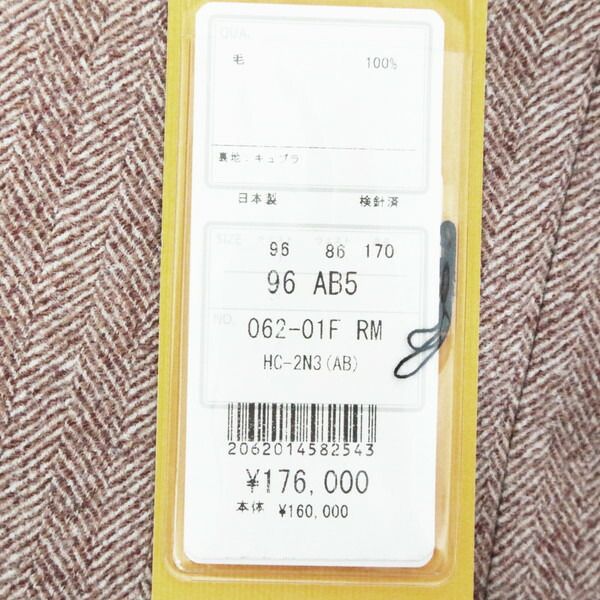 QUA.
毛 100%
裏地：キュプラ
日本製 検針済
SIZE
96 86 170
96 AB5
NO. 062-01F RM
HC-2N3(AB)
2062014582543
¥176,000
本体 ¥160,000